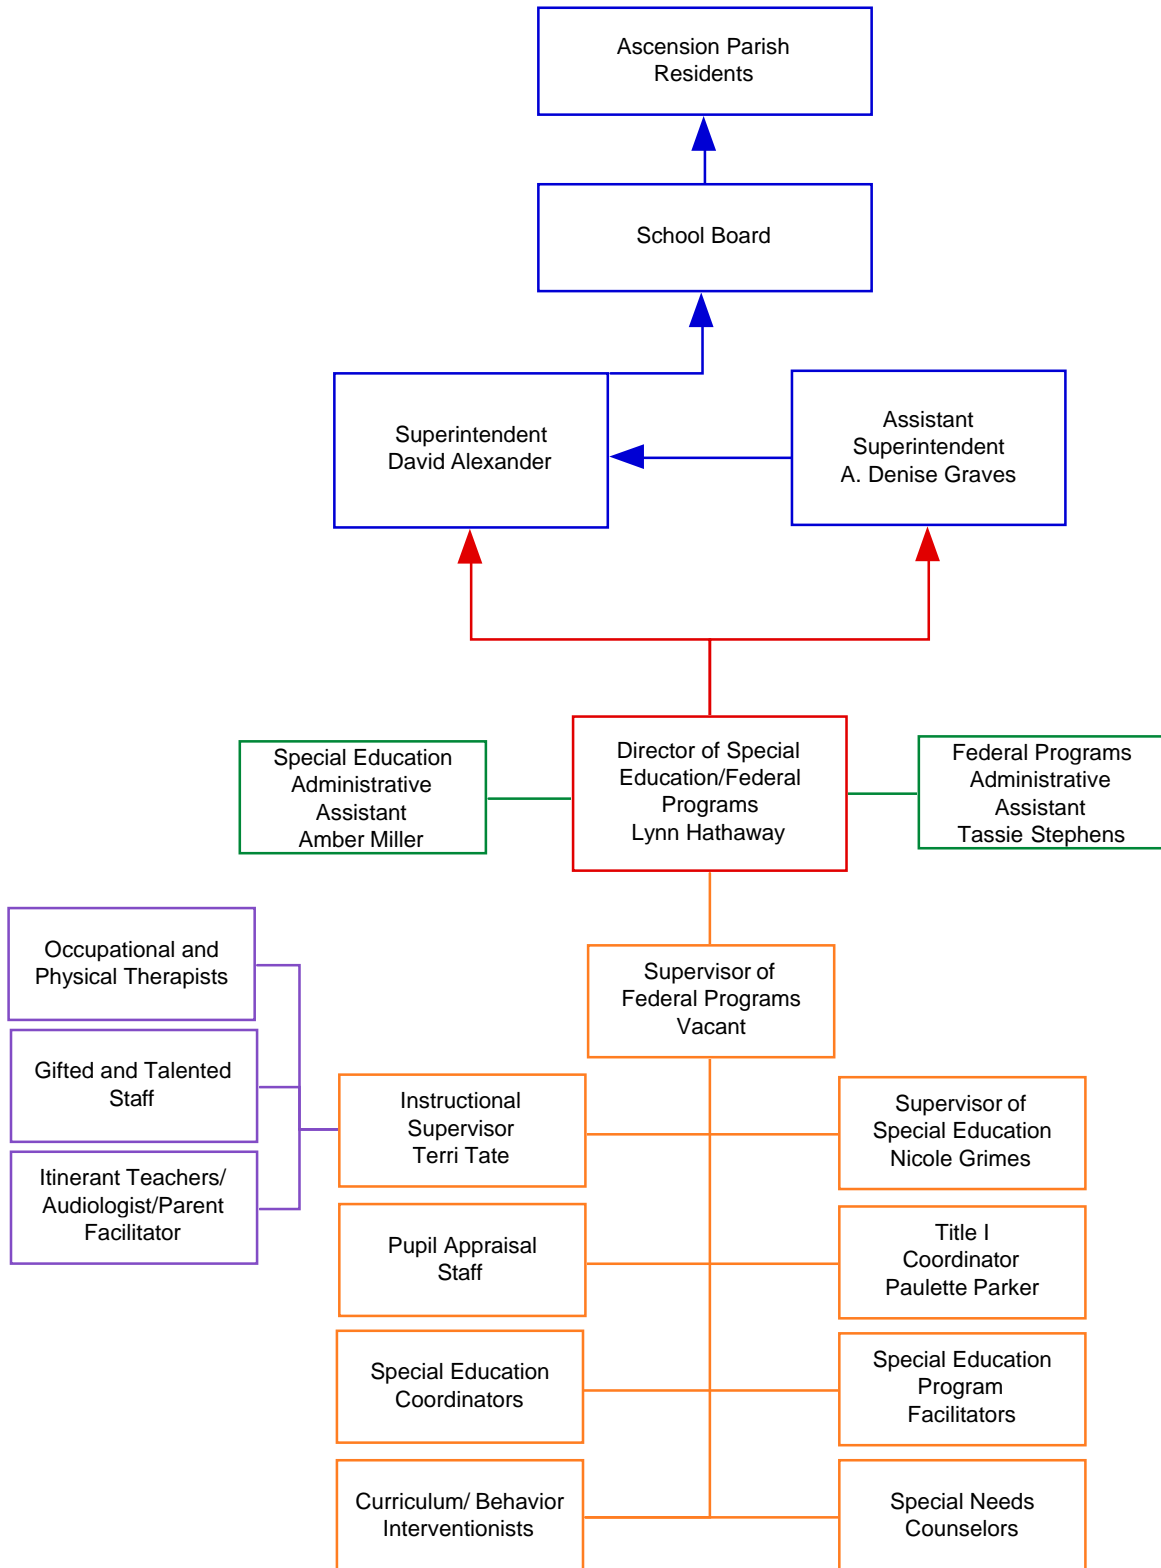 Ascension Parish
Residents
School Board
Superintendent
David Alexander
Assistant
Superintendent
A. Denise Graves
Special Education
Administrative
Assistant
Amber Miller
Director of Special
Education/Federal
Programs
Lynn Hathaway
Federal Programs
Administrative
Assistant
Tassie Stephens
Occupational and
Physical Therapists
Supervisor of
Federal Programs
Vacant
Gifted and Talented
Staff
Instructional
Supervisor
Terri Tate
Supervisor of
Special Education
Nicole Grimes
Itinerant Teachers/
Audiologist/Parent
Facilitator
Pupil Appraisal
Staff
Title I
Coordinator
Paulette Parker
Special Education
Coordinators
Special Education
Program
Facilitators
Curriculum/ Behavior
Interventionists
Special Needs
Counselors